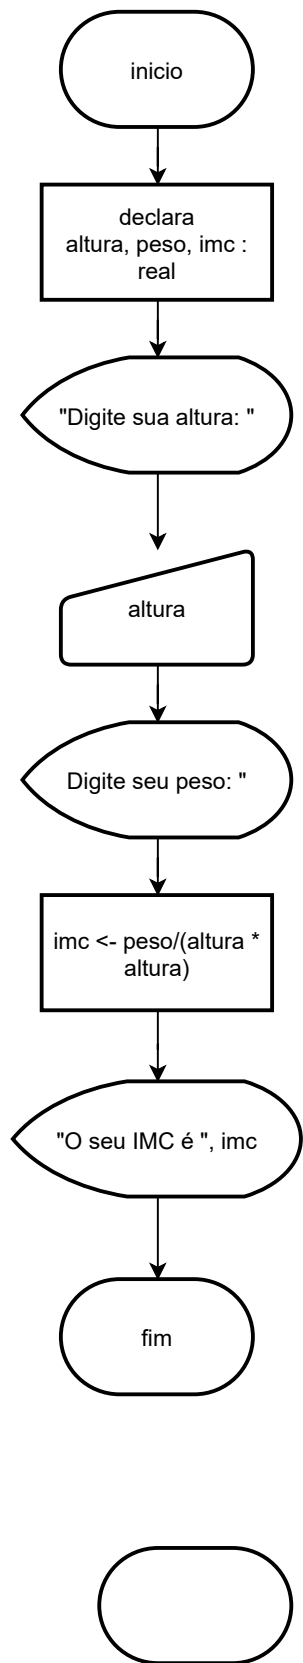 inicio
declara
altura, peso, imc :
real
"Digite sua altura: "
altura
Digite seu peso: "
imc <- peso/(altura *
altura)
"O seu IMC é ", imc
fim